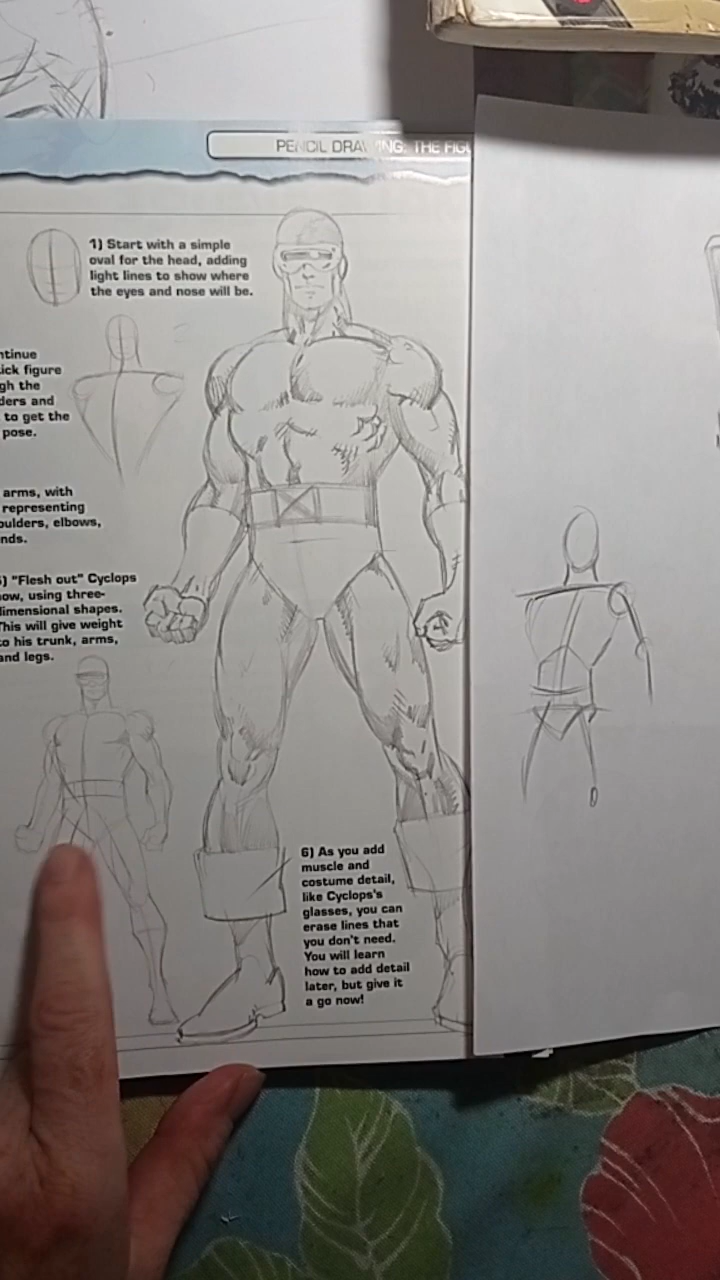 PENCIL DRAWING: THE FIGU
1) Start with a simple
oval for the head, adding
light lines to show where
the eyes and nose will be.
ntinue
ick figure
gh the
ders and
to get the
pose.
arms, with
representing
oulders, elbows,
nds.
) "Flesh out" Cyclops
ow, using three-
dimensional shapes.
This will give weight
to his trunk, arms,
and legs.
6) As you add
muscle and
costume detail,
like Cyclops's
glasses, you can
erase lines that
you don't need.
You will learn
how to add detail
later, but give it
a go now!